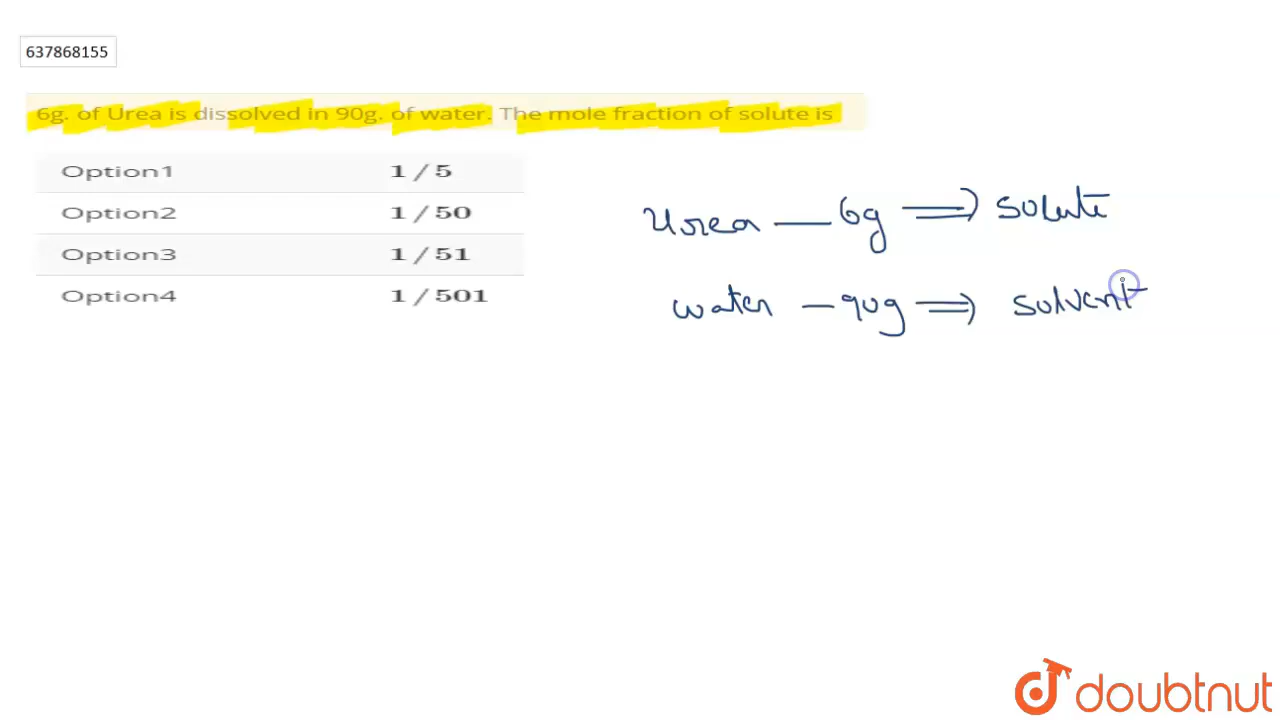 637868155
6g. of Urea is dissolved in 90g. of water. The mole fraction of solute is
Option1 1 / 5
Option2 1 / 50
Option3 1 / 51
Option4 1 / 501
Urea — 6g ⇒ solute
water — 90g ⇒ solvent
doubtnut